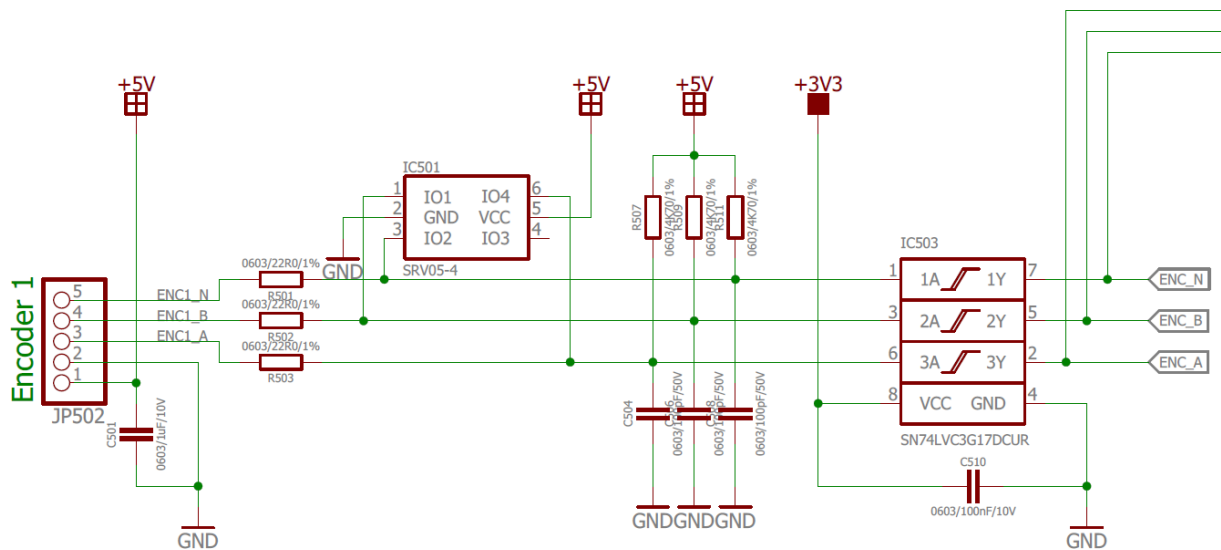 +5V
+5V
+5V
+3V3
IC501
1 IO1 IO4 6
2 GND VCC 5
3 IO2 IO3 4
SRV05-4
GND
R507
0603/4K70/1%
R509
0603/4K70/1%
R511
0603/4K70/1%
IC503
1 1A 1Y 7
3 2A 2Y 5
6 3A 3Y 2
8 VCC GND 4
SN74LVC3G17DCUR
ENC_N
ENC_B
ENC_A
Encoder 1
5
4
3
2
1
JP502
ENC1_N
ENC1_B
ENC1_A
0603/22R0/1%
R501
0603/22R0/1%
R502
0603/22R0/1%
R503
C501
0603/1uF/10V
GND
C504
0603/100pF/50V
GND
GND
GND
C510
0603/100nF/10V
GND